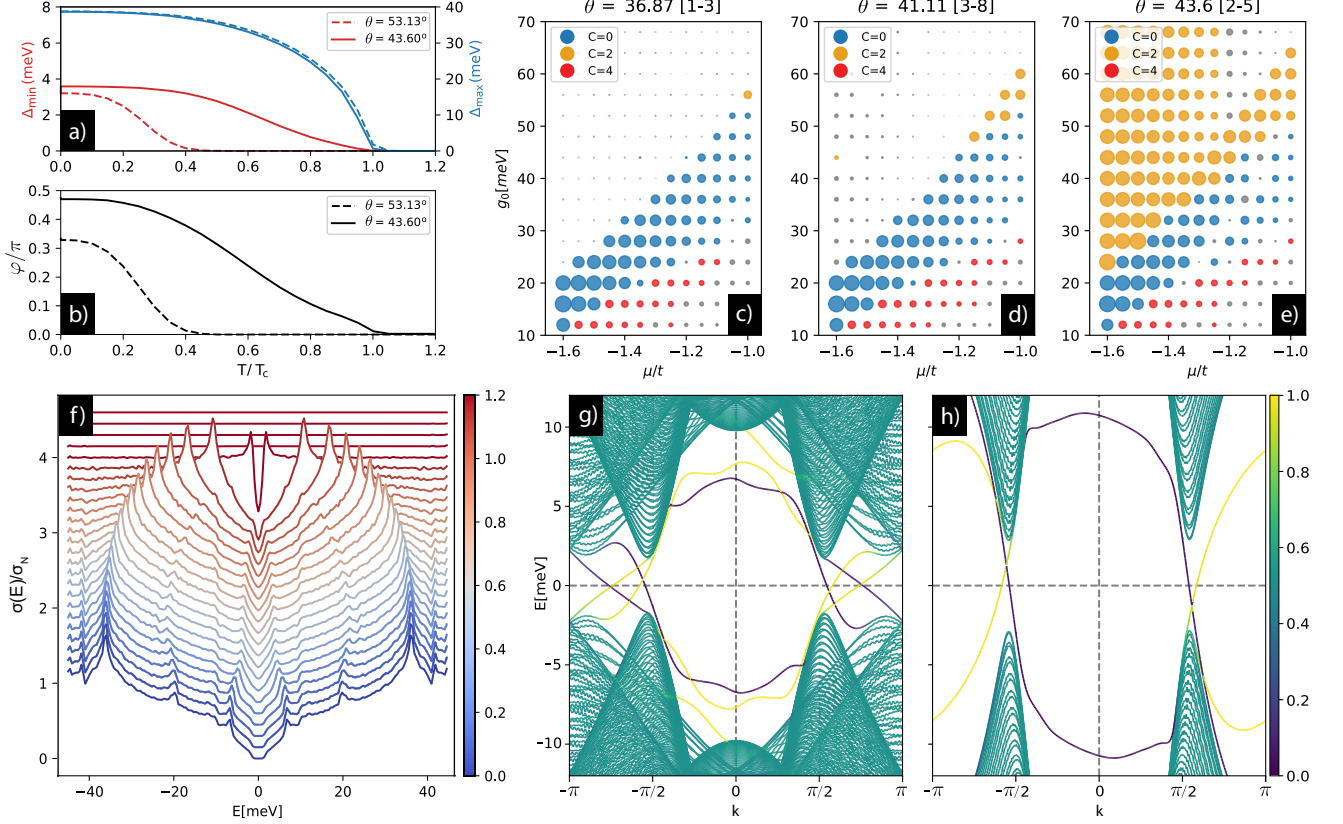 a)
Δmin (meV)
8
6
4
2
0
Δmax (meV)
40
30
20
10
0
θ = 53.13º
θ = 43.60º
0.0 0.2 0.4 0.6 0.8 1.0 1.2
b)
φ/π
0.5
0.4
0.3
0.2
0.1
0.0
θ = 53.13º
θ = 43.60º
0.0 0.2 0.4 0.6 0.8 1.0 1.2
T/Tc
θ = 36.87 [1-3]
C=0
C=2
C=4
g0[meV]
70
60
50
40
30
20
10
c)
−1.6 −1.4 −1.2 −1.0
μ/t
θ = 41.11 [3-8]
C=0
C=2
C=4
70
60
50
40
30
20
10
d)
−1.6 −1.4 −1.2 −1.0
μ/t
θ = 43.6 [2-5]
C=0
C=2
C=4
70
60
50
40
30
20
10
e)
−1.6 −1.4 −1.2 −1.0
μ/t
f)
σ(E)/σN
4
3
2
1
0
−40 −20 0 20 40
E[meV]
1.2
1.0
0.8
0.6
0.4
0.2
0.0
g)
E[meV]
10
5
0
−5
−10
−π −π/2 0 π/2 π
k
h)
−π −π/2 0 π/2 π
k
1.0
0.8
0.6
0.4
0.2
0.0